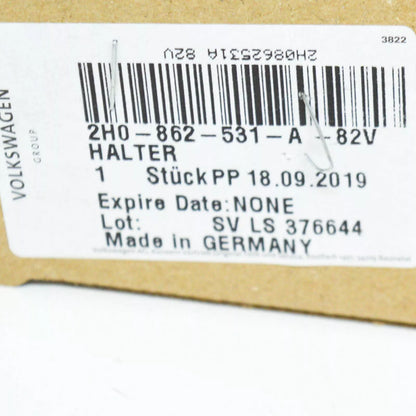 3822
2H0862531A 82V
VOLKSWAGEN
GROUP
2H0-862-531-A -82V
HALTER
1 Stück PP 18.09.2019
Expire Date: NONE
Lot: SV LS 376644
Made in GERMANY